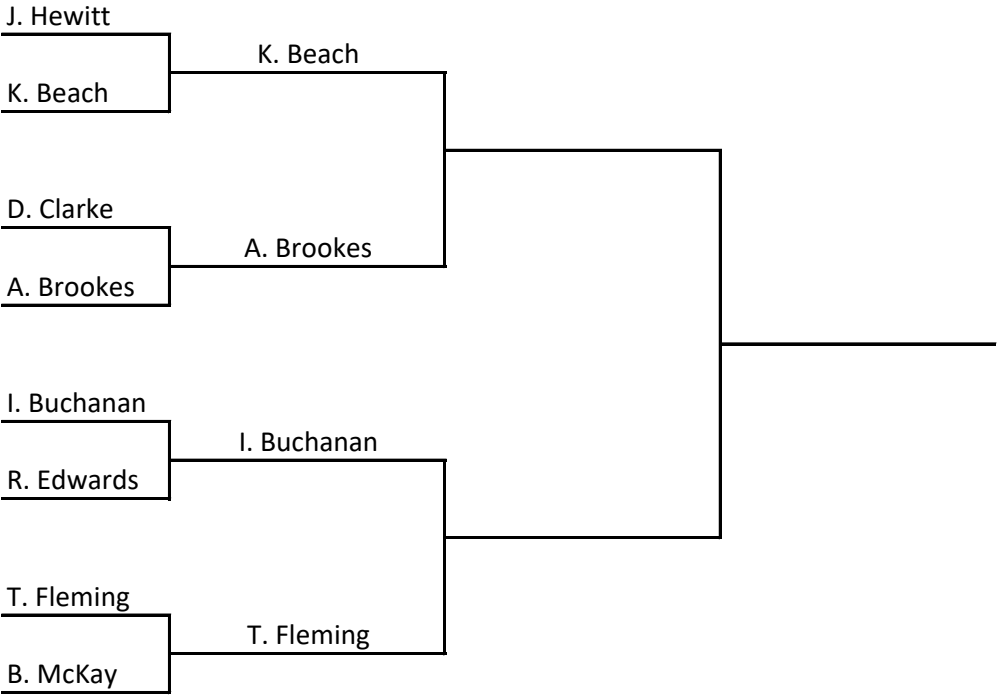 J. Hewitt
K. Beach
K. Beach
D. Clarke
A. Brookes
A. Brookes
I. Buchanan
I. Buchanan
R. Edwards
T. Fleming
T. Fleming
B. McKay